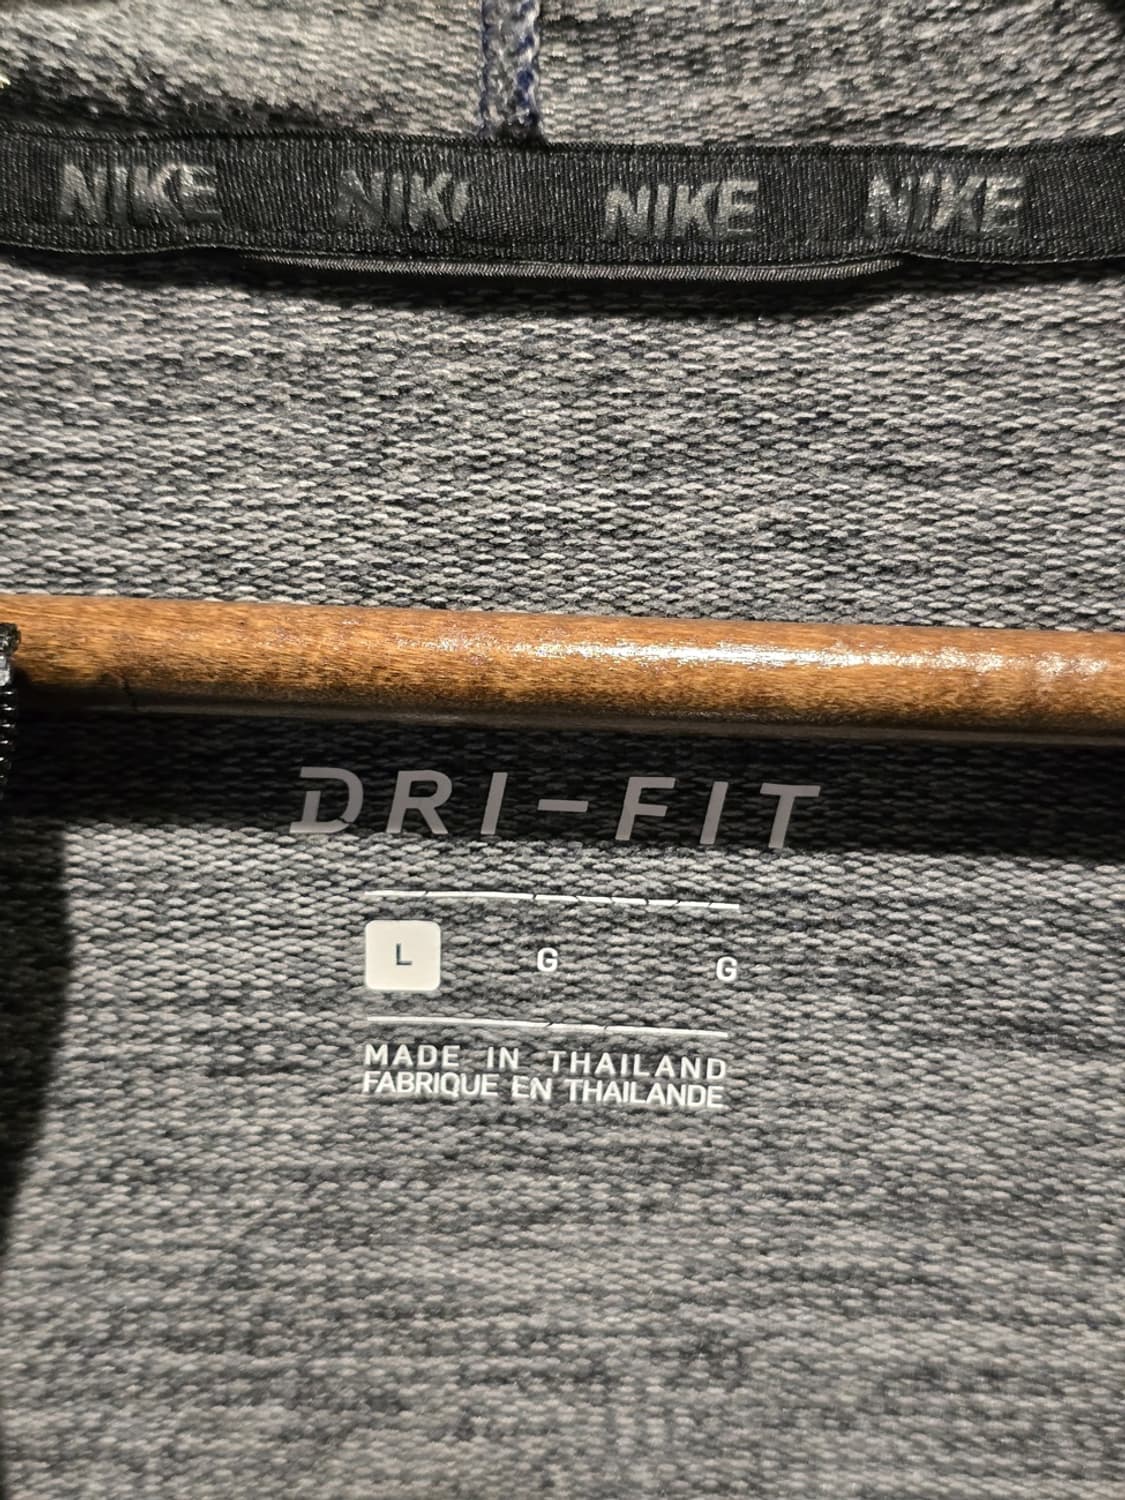 NIKE NIKE NIKE NIKE
DRI-FIT
L G G
MADE IN THAILAND
FABRIQUE EN THAILANDE